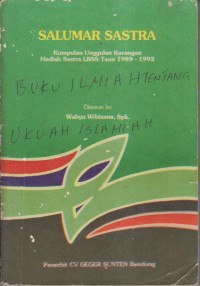 SALUMAR SASTRA
Kumpulan Unggulan Karangan
Hadiah Sastra LBSS Taun 1989 - 1992
BUKU ILMIAH TENTANG
Disusun ku
Wahyu Wibisana, Spk.
UKUAH ISLAMIAH
Penerbit CV GEGER SUNTEN Bandung